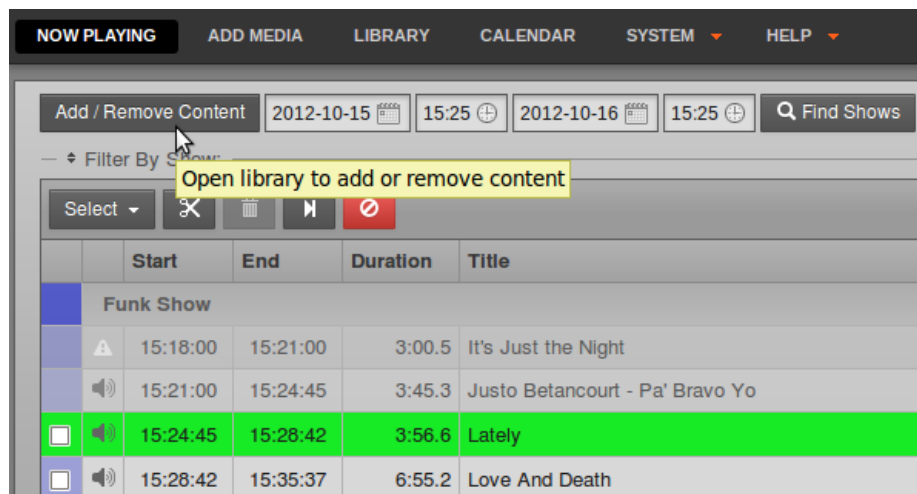 NOW PLAYING ADD MEDIA LIBRARY CALENDAR SYSTEM HELP
Add / Remove Content 2012-10-15 15:25 2012-10-16 15:25 Find Shows
Filter By Show:
Open library to add or remove content
Select
Start End Duration Title
Funk Show
15:18:00 15:21:00 3:00.5 It's Just the Night
15:21:00 15:24:45 3:45.3 Justo Betancourt - Pa' Bravo Yo
15:24:45 15:28:42 3:56.6 Lately
15:28:42 15:35:37 6:55.2 Love And Death